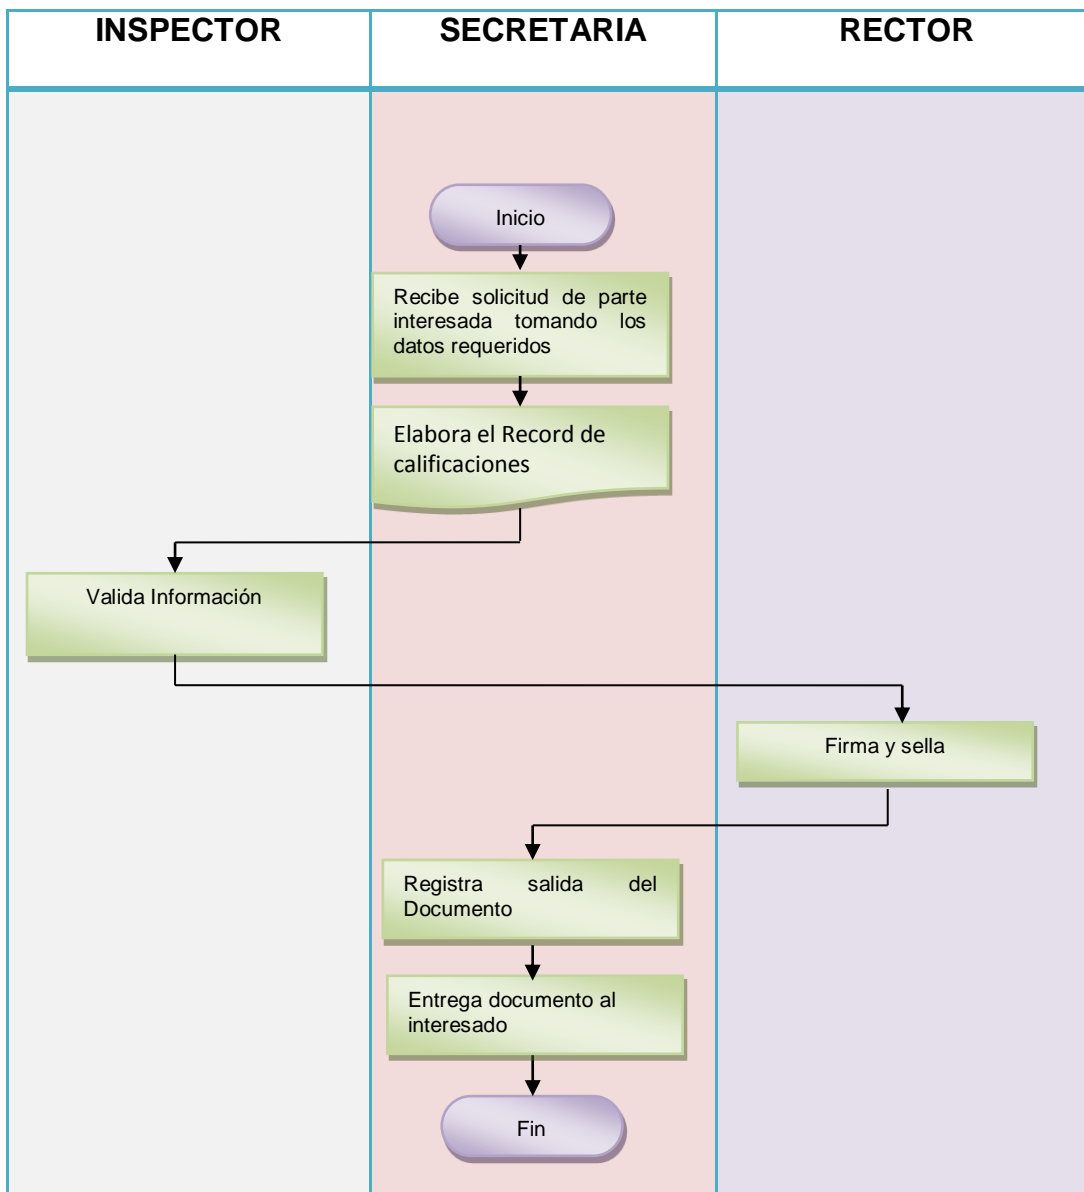 INSPECTOR
SECRETARIA
RECTOR
Inicio
Recibe solicitud de parte
interesada tomando los
datos requeridos
Elabora el Record de
calificaciones
Valida Información
Firma y sella
Registra salida del
Documento
Entrega documento al
interesado
Fin